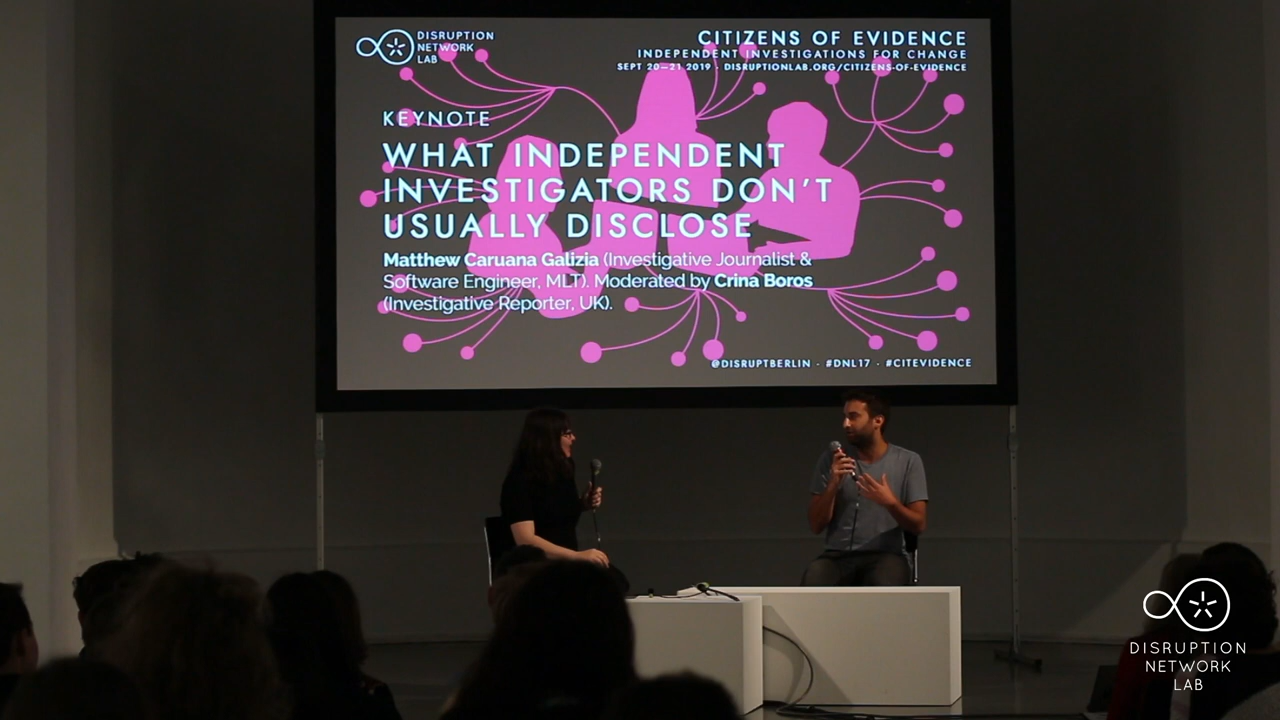 DISRUPTION
NETWORK
LAB
CITIZENS OF EVIDENCE
INDEPENDENT INVESTIGATIONS FOR CHANGE
SEPT 20—21 2019 · DISRUPTIONLAB.ORG/CITIZENS-OF-EVIDENCE
KEYNOTE
WHAT INDEPENDENT
INVESTIGATORS DON'T
USUALLY DISCLOSE
Matthew Caruana Galizia (Investigative Journalist &
Software Engineer, MLT). Moderated by Crina Boros
(Investigative Reporter, UK).
@DISRUPTBERLIN · #DNL17 · #CITEVIDENCE
DISRUPTION
NETWORK
LAB